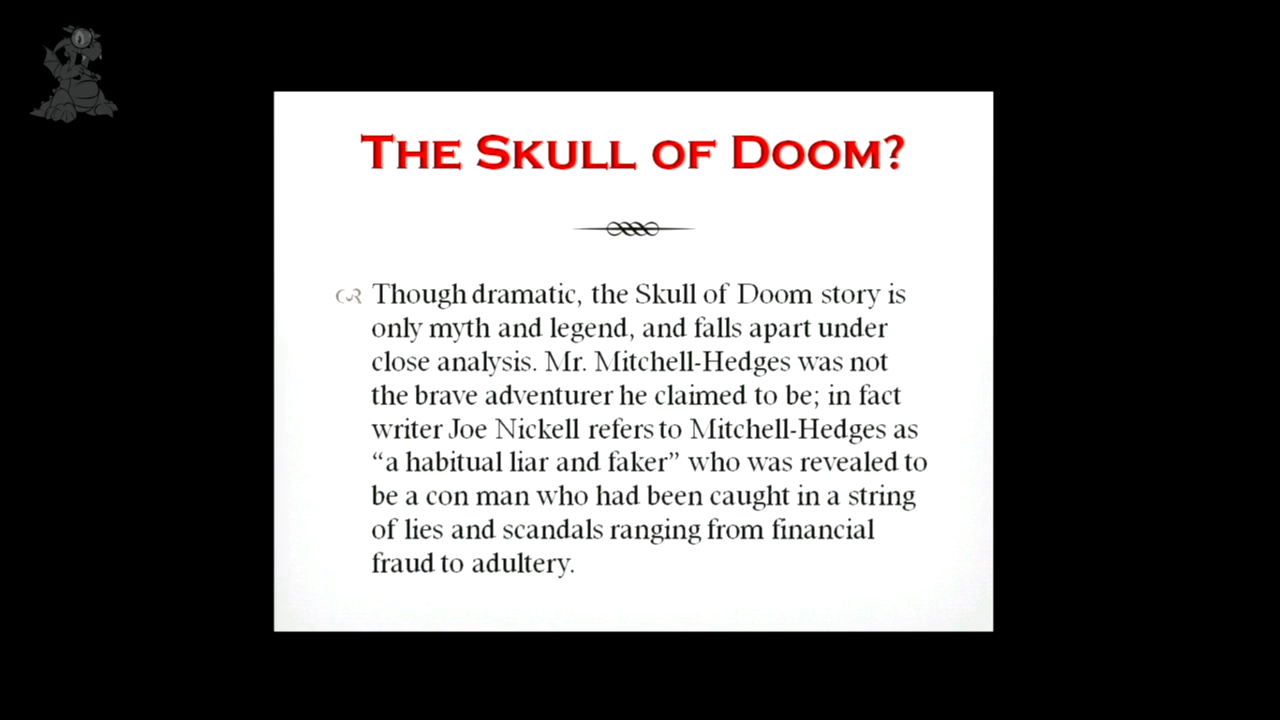 THE SKULL OF DOOM?
Though dramatic, the Skull of Doom story is
only myth and legend, and falls apart under
close analysis. Mr. Mitchell-Hedges was not
the brave adventurer he claimed to be; in fact
writer Joe Nickell refers to Mitchell-Hedges as
“a habitual liar and faker” who was revealed to
be a con man who had been caught in a string
of lies and scandals ranging from financial
fraud to adultery.